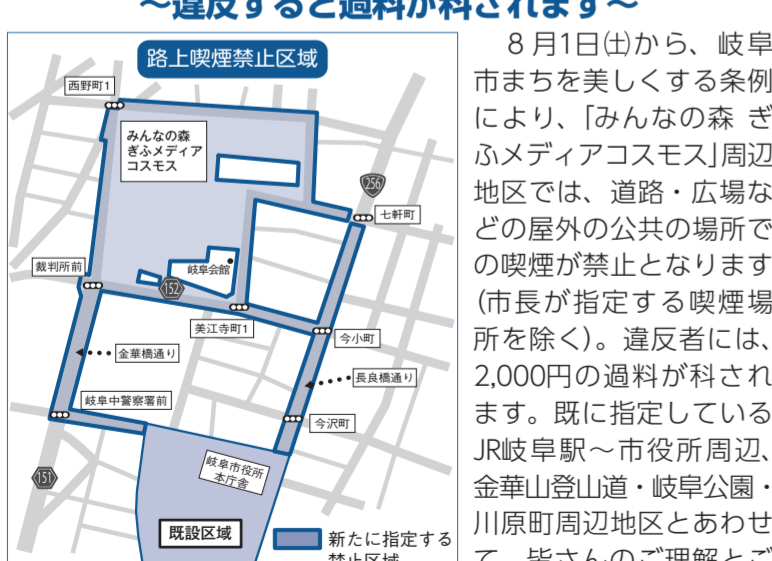 ～違反すると過料が科されます～
路上喫煙禁止区域
西野町1
みんなの森
ぎふメディア
コスモス
256
七軒町
裁判所前
岐阜会館
152
美江寺町1
今小町
金華橋通り
長良橋通り
岐阜中警察署前
今沢町
岐阜市役所
本庁舎
151
既設区域
新たに指定する
禁止区域
8月1日㈯から、岐阜
市まちを美しくする条例
により、「みんなの森 ぎ
ふメディアコスモス」周辺
地区では、道路・広場な
どの屋外の公共の場所で
の喫煙が禁止となります
(市長が指定する喫煙場
所を除く)。違反者には、
2,000円の過料が科され
ます。既に指定している
JR岐阜駅～市役所周辺、
金華山登山道・岐阜公園・
川原町周辺地区とあわせ
て、皆さんのご理解とご